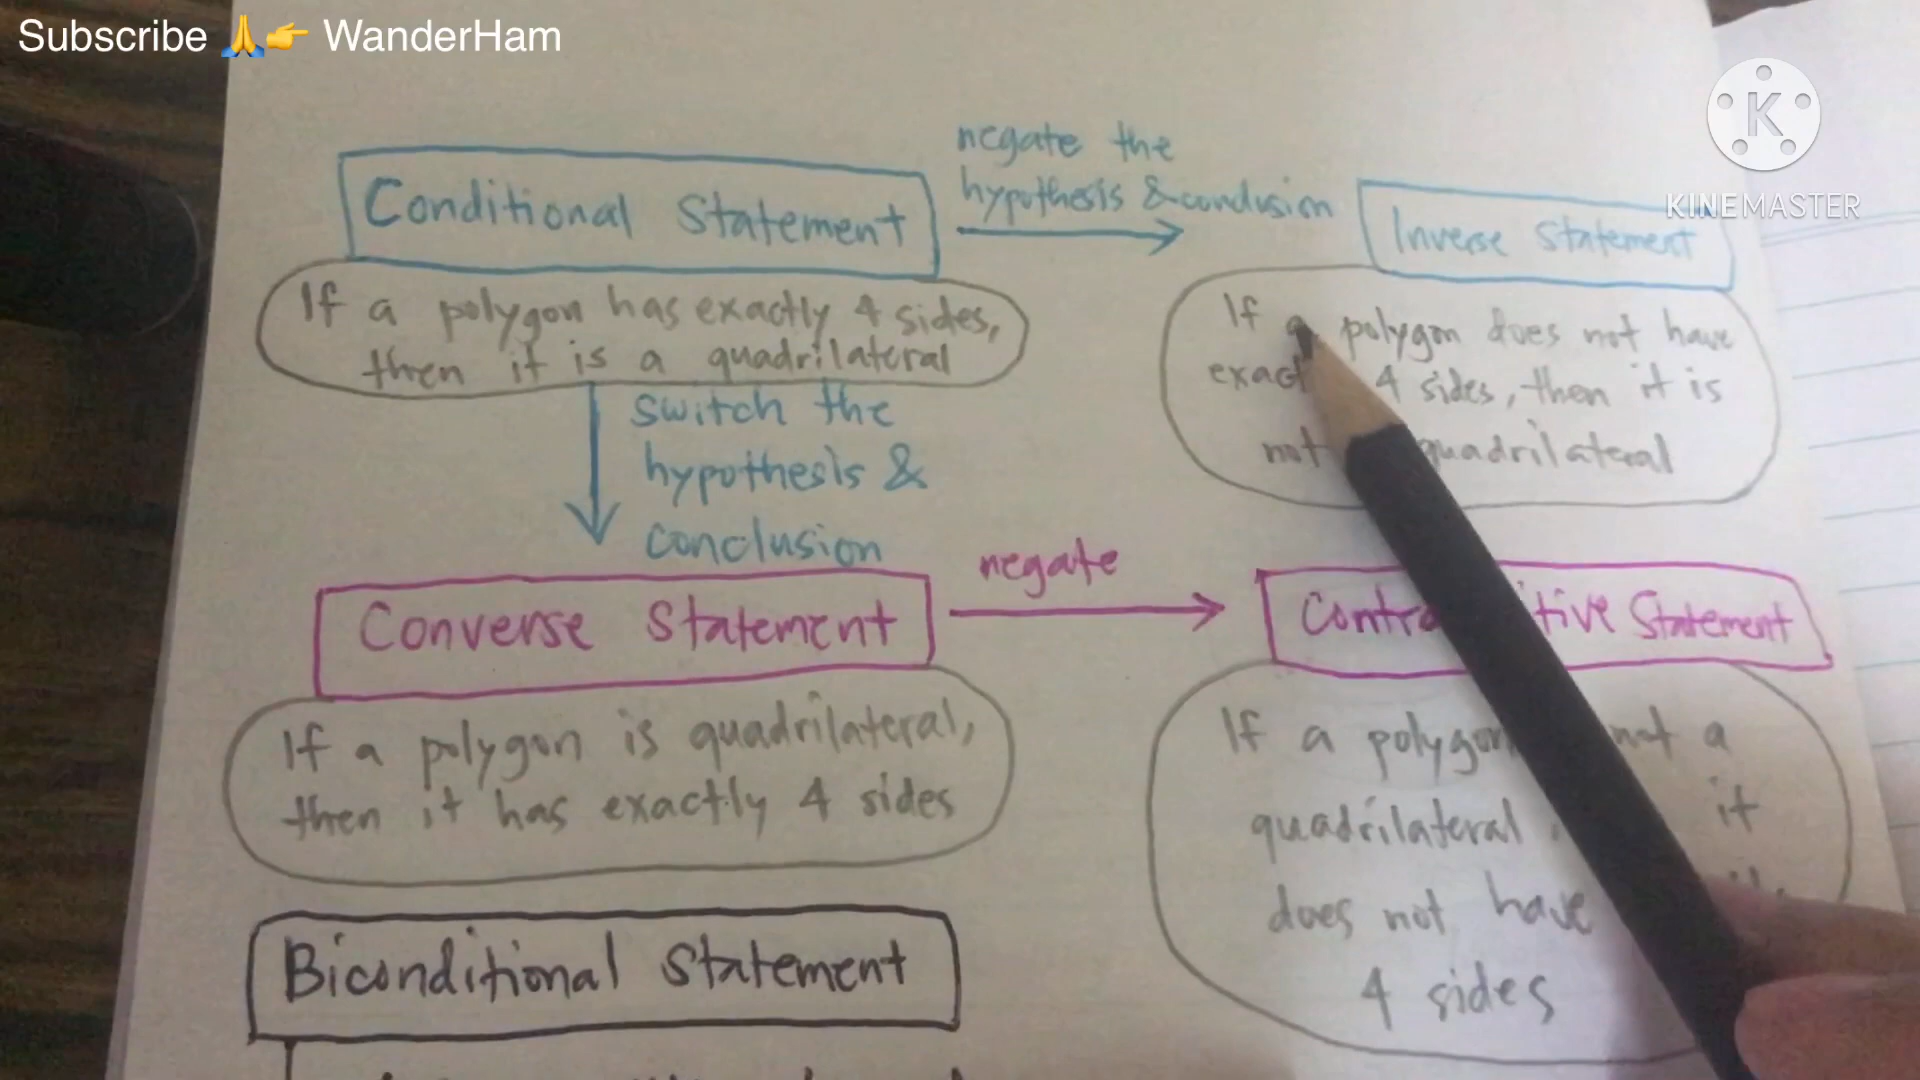 Subscribe 🙏👉 WanderHam
KINEMASTER
negate the
hypothesis & conclusion
Conditional Statement
Inverse Statement
If a polygon has exactly 4 sides,
then it is a quadrilateral
If a polygon does not have
4 sides, then it is
not quadrilateral
switch the
hypothesis &
conclusion
negate
Converse Statement
Statement
If a polygon is quadrilateral,
then it has exactly 4 sides
If a polygon not a
quadrilateral it
does not have
4 sides
Biconditional Statement